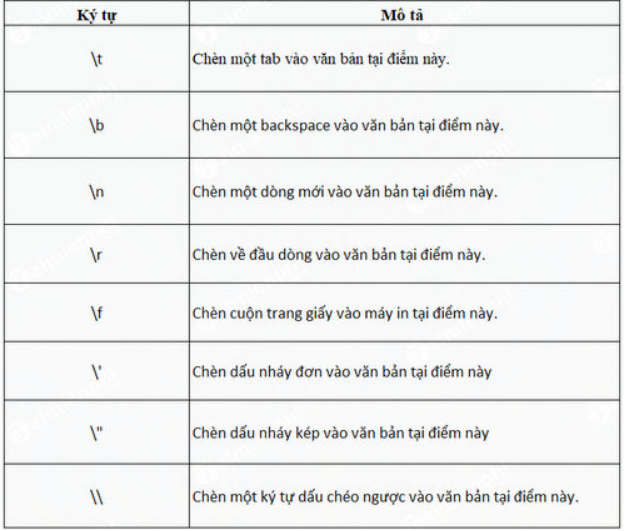 Ký tự Mô tả
\t Chèn một tab vào văn bản tại điểm này.
\b Chèn một backspace vào văn bản tại điểm này.
\n Chèn một dòng mới vào văn bản tại điểm này.
\r Chèn về đầu dòng vào văn bản tại điểm này.
\f Chèn cuộn trang giấy vào máy in tại điểm này.
\' Chèn dấu nháy đơn vào văn bản tại điểm này
\" Chèn dấu nháy kép vào văn bản tại điểm này
\\ Chèn một ký tự dấu chéo ngược vào văn bản tại điểm này.